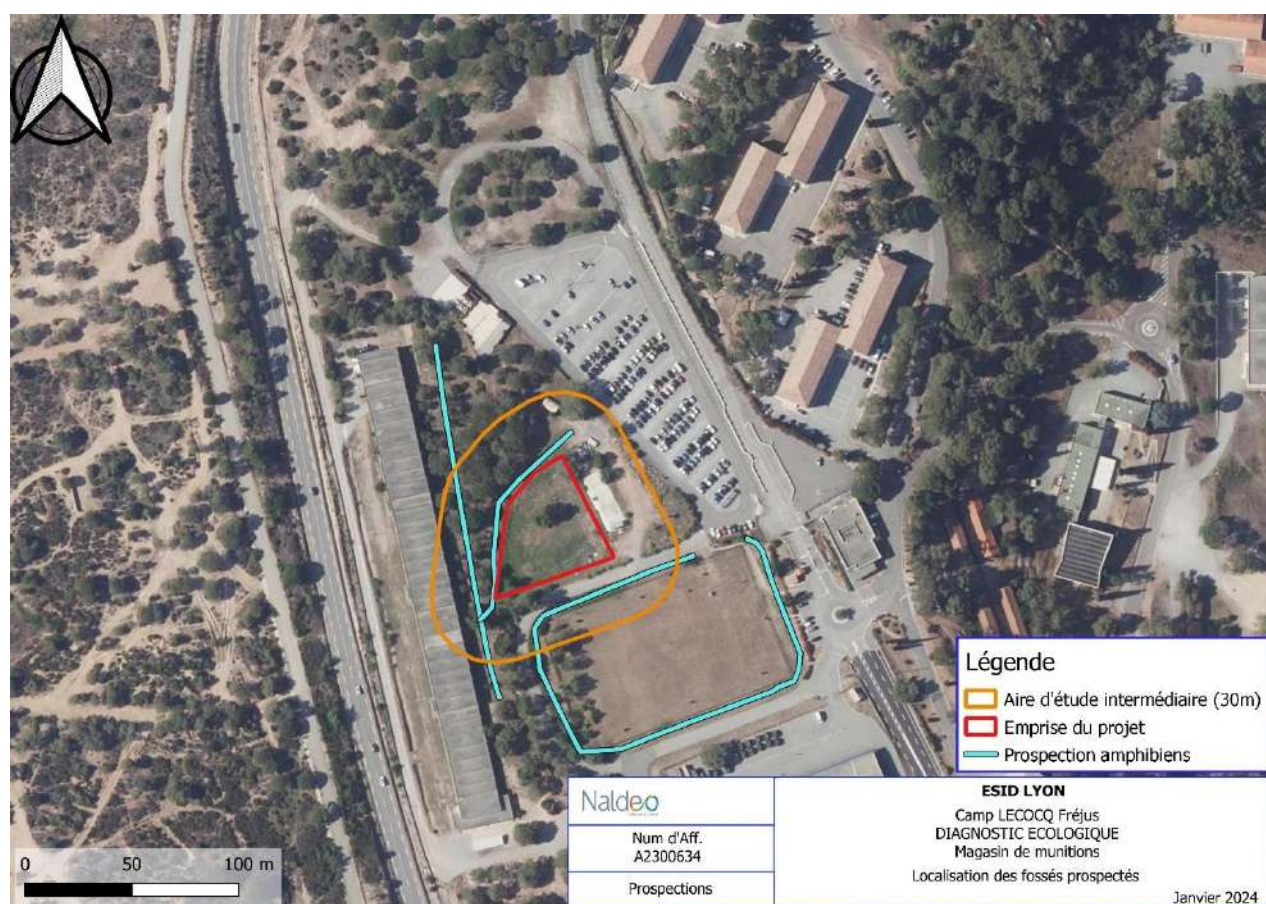 Légende
Aire d'étude intermédiaire (30m)
Emprise du projet
Prospection amphibiens
Naldeo
Num d'Aff.
A2300634
Prospections
ESID LYON
Camp LECOCQ Fréjus
DIAGNOSTIC ECOLOGIQUE
Magasin de munitions
Localisation des fossés prospectés
Janvier 2024
0 50 100 m